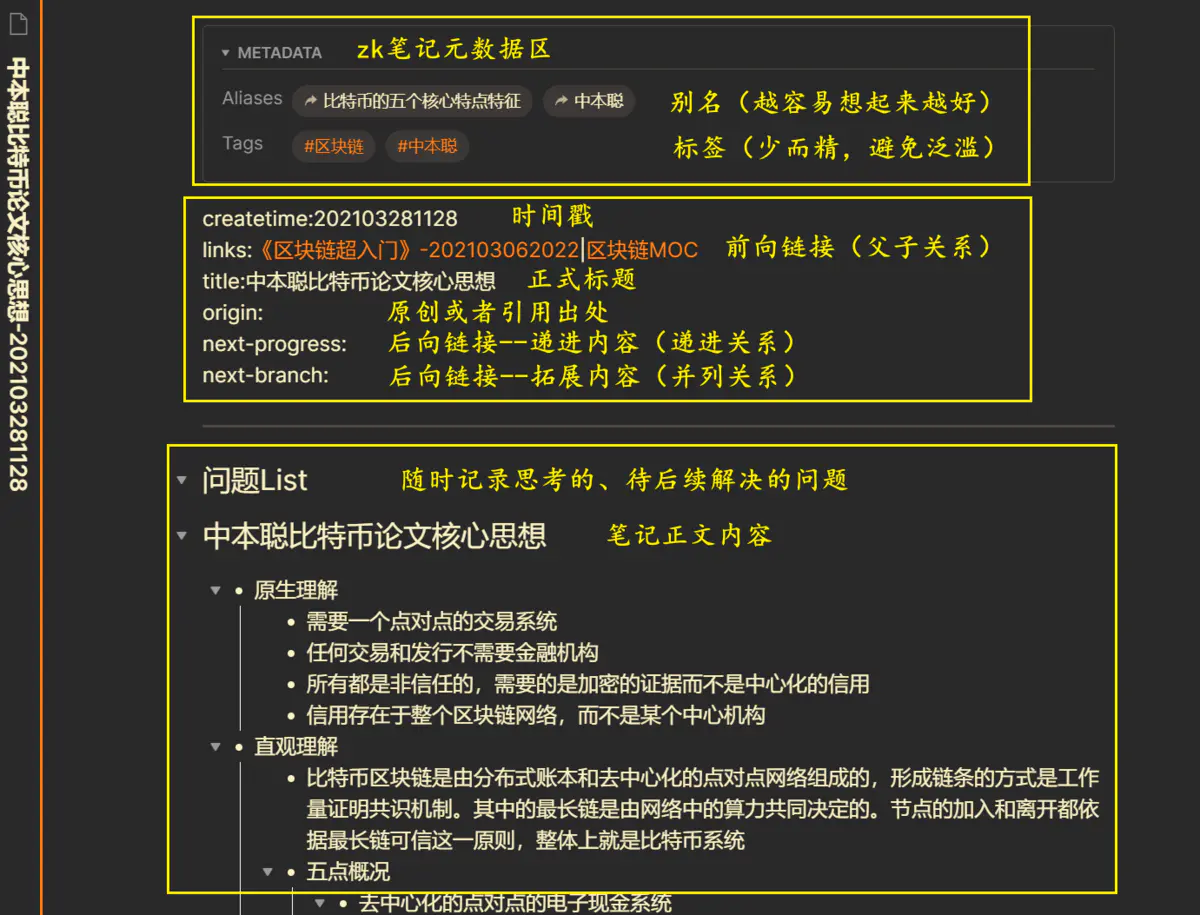 中本聪比特币论文核心思想-202103281128
METADATA zk笔记元数据区
Aliases 比特币的五个核心特点特征 中本聪 别名（越容易想起来越好）
Tags #区块链 #中本聪 标签（少而精，避免泛滥）
createtime:202103281128 时间戳
links:《区块链超入门》-202103062022|区块链MOC 前向链接（父子关系）
title:中本聪比特币论文核心思想 正式标题
origin: 原创或者引用出处
next-progress: 后向链接--递进内容（递进关系）
next-branch: 后向链接--拓展内容（并列关系）
问题List 随时记录思考的、待后续解决的问题
中本聪比特币论文核心思想 笔记正文内容
原生理解
需要一个点对点的交易系统
任何交易和发行不需要金融机构
所有都是非信任的，需要的是加密的证据而不是中心化的信用
信用存在于整个区块链网络，而不是某个中心机构
直观理解
比特币区块链是由分布式账本和去中心化的点对点网络组成的，形成链条的方式是工作
量证明共识机制。其中的最长链是由网络中的算力共同决定的。节点的加入和离开都依
据最长链可信这一原则，整体上就是比特币系统
五点概况
去中心化的点对点的电子现金系统